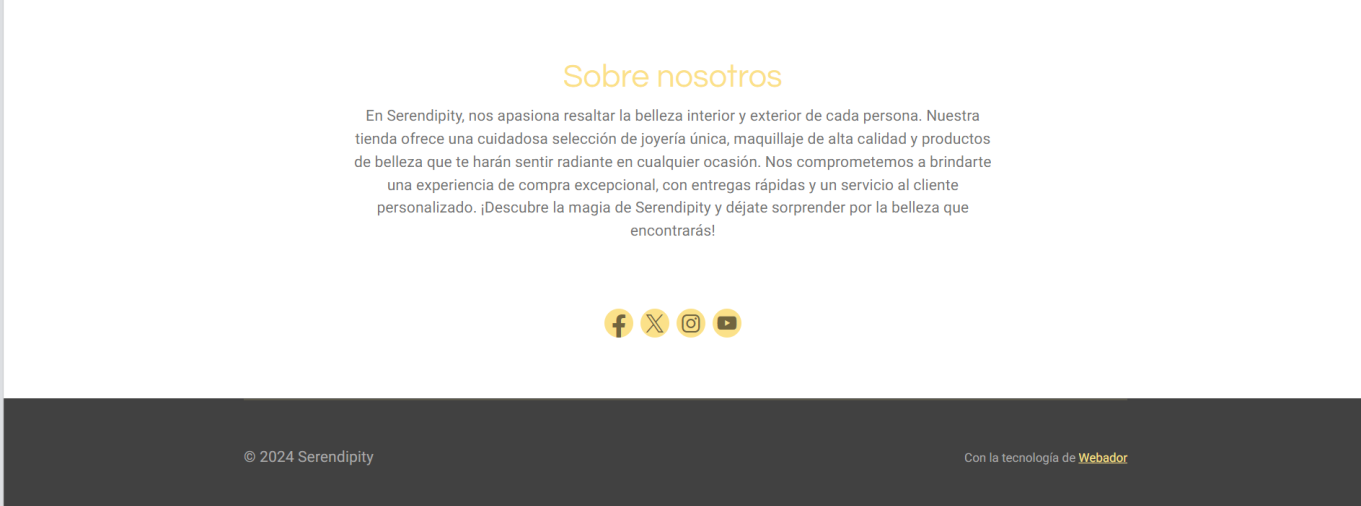 Sobre nosotros
En Serendipity, nos apasiona resaltar la belleza interior y exterior de cada persona. Nuestra
tienda ofrece una cuidadosa selección de joyería única, maquillaje de alta calidad y productos
de belleza que te harán sentir radiante en cualquier ocasión. Nos comprometemos a brindarte
una experiencia de compra excepcional, con entregas rápidas y un servicio al cliente
personalizado. ¡Descubre la magia de Serendipity y déjate sorprender por la belleza que
encontrarás!
© 2024 Serendipity
Con la tecnología de Webador